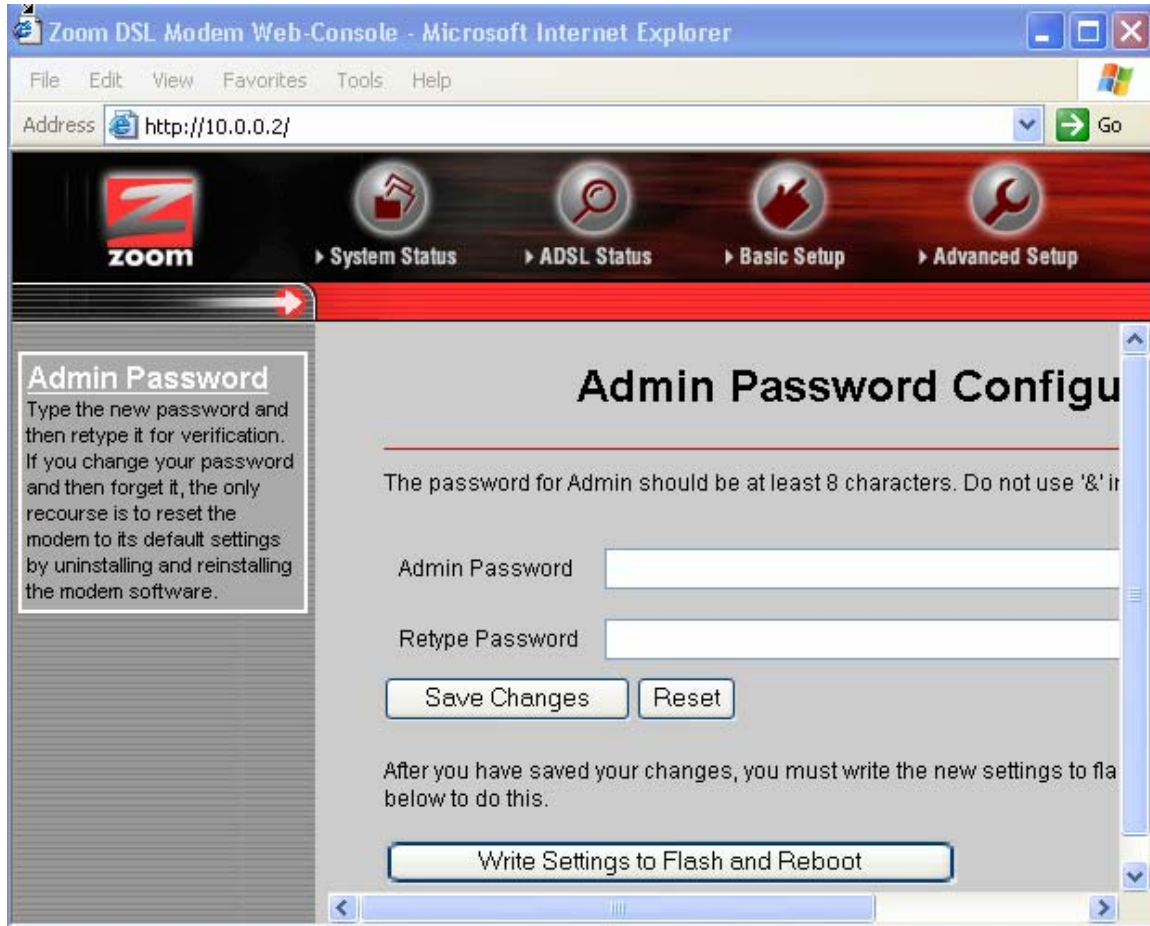 Zoom DSL Modem Web-Console - Microsoft Internet Explorer
File Edit View Favorites Tools Help
Address http://10.0.0.2/ Go
zoom
System Status ADSL Status Basic Setup Advanced Setup
Admin Password
Type the new password and
then retype it for verification.
If you change your password
and then forget it, the only
recourse is to reset the
modem to its default settings
by uninstalling and reinstalling
the modem software.
Admin Password Configu
The password for Admin should be at least 8 characters. Do not use '&' in
Admin Password
Retype Password
Save Changes Reset
After you have saved your changes, you must write the new settings to fla
below to do this.
Write Settings to Flash and Reboot